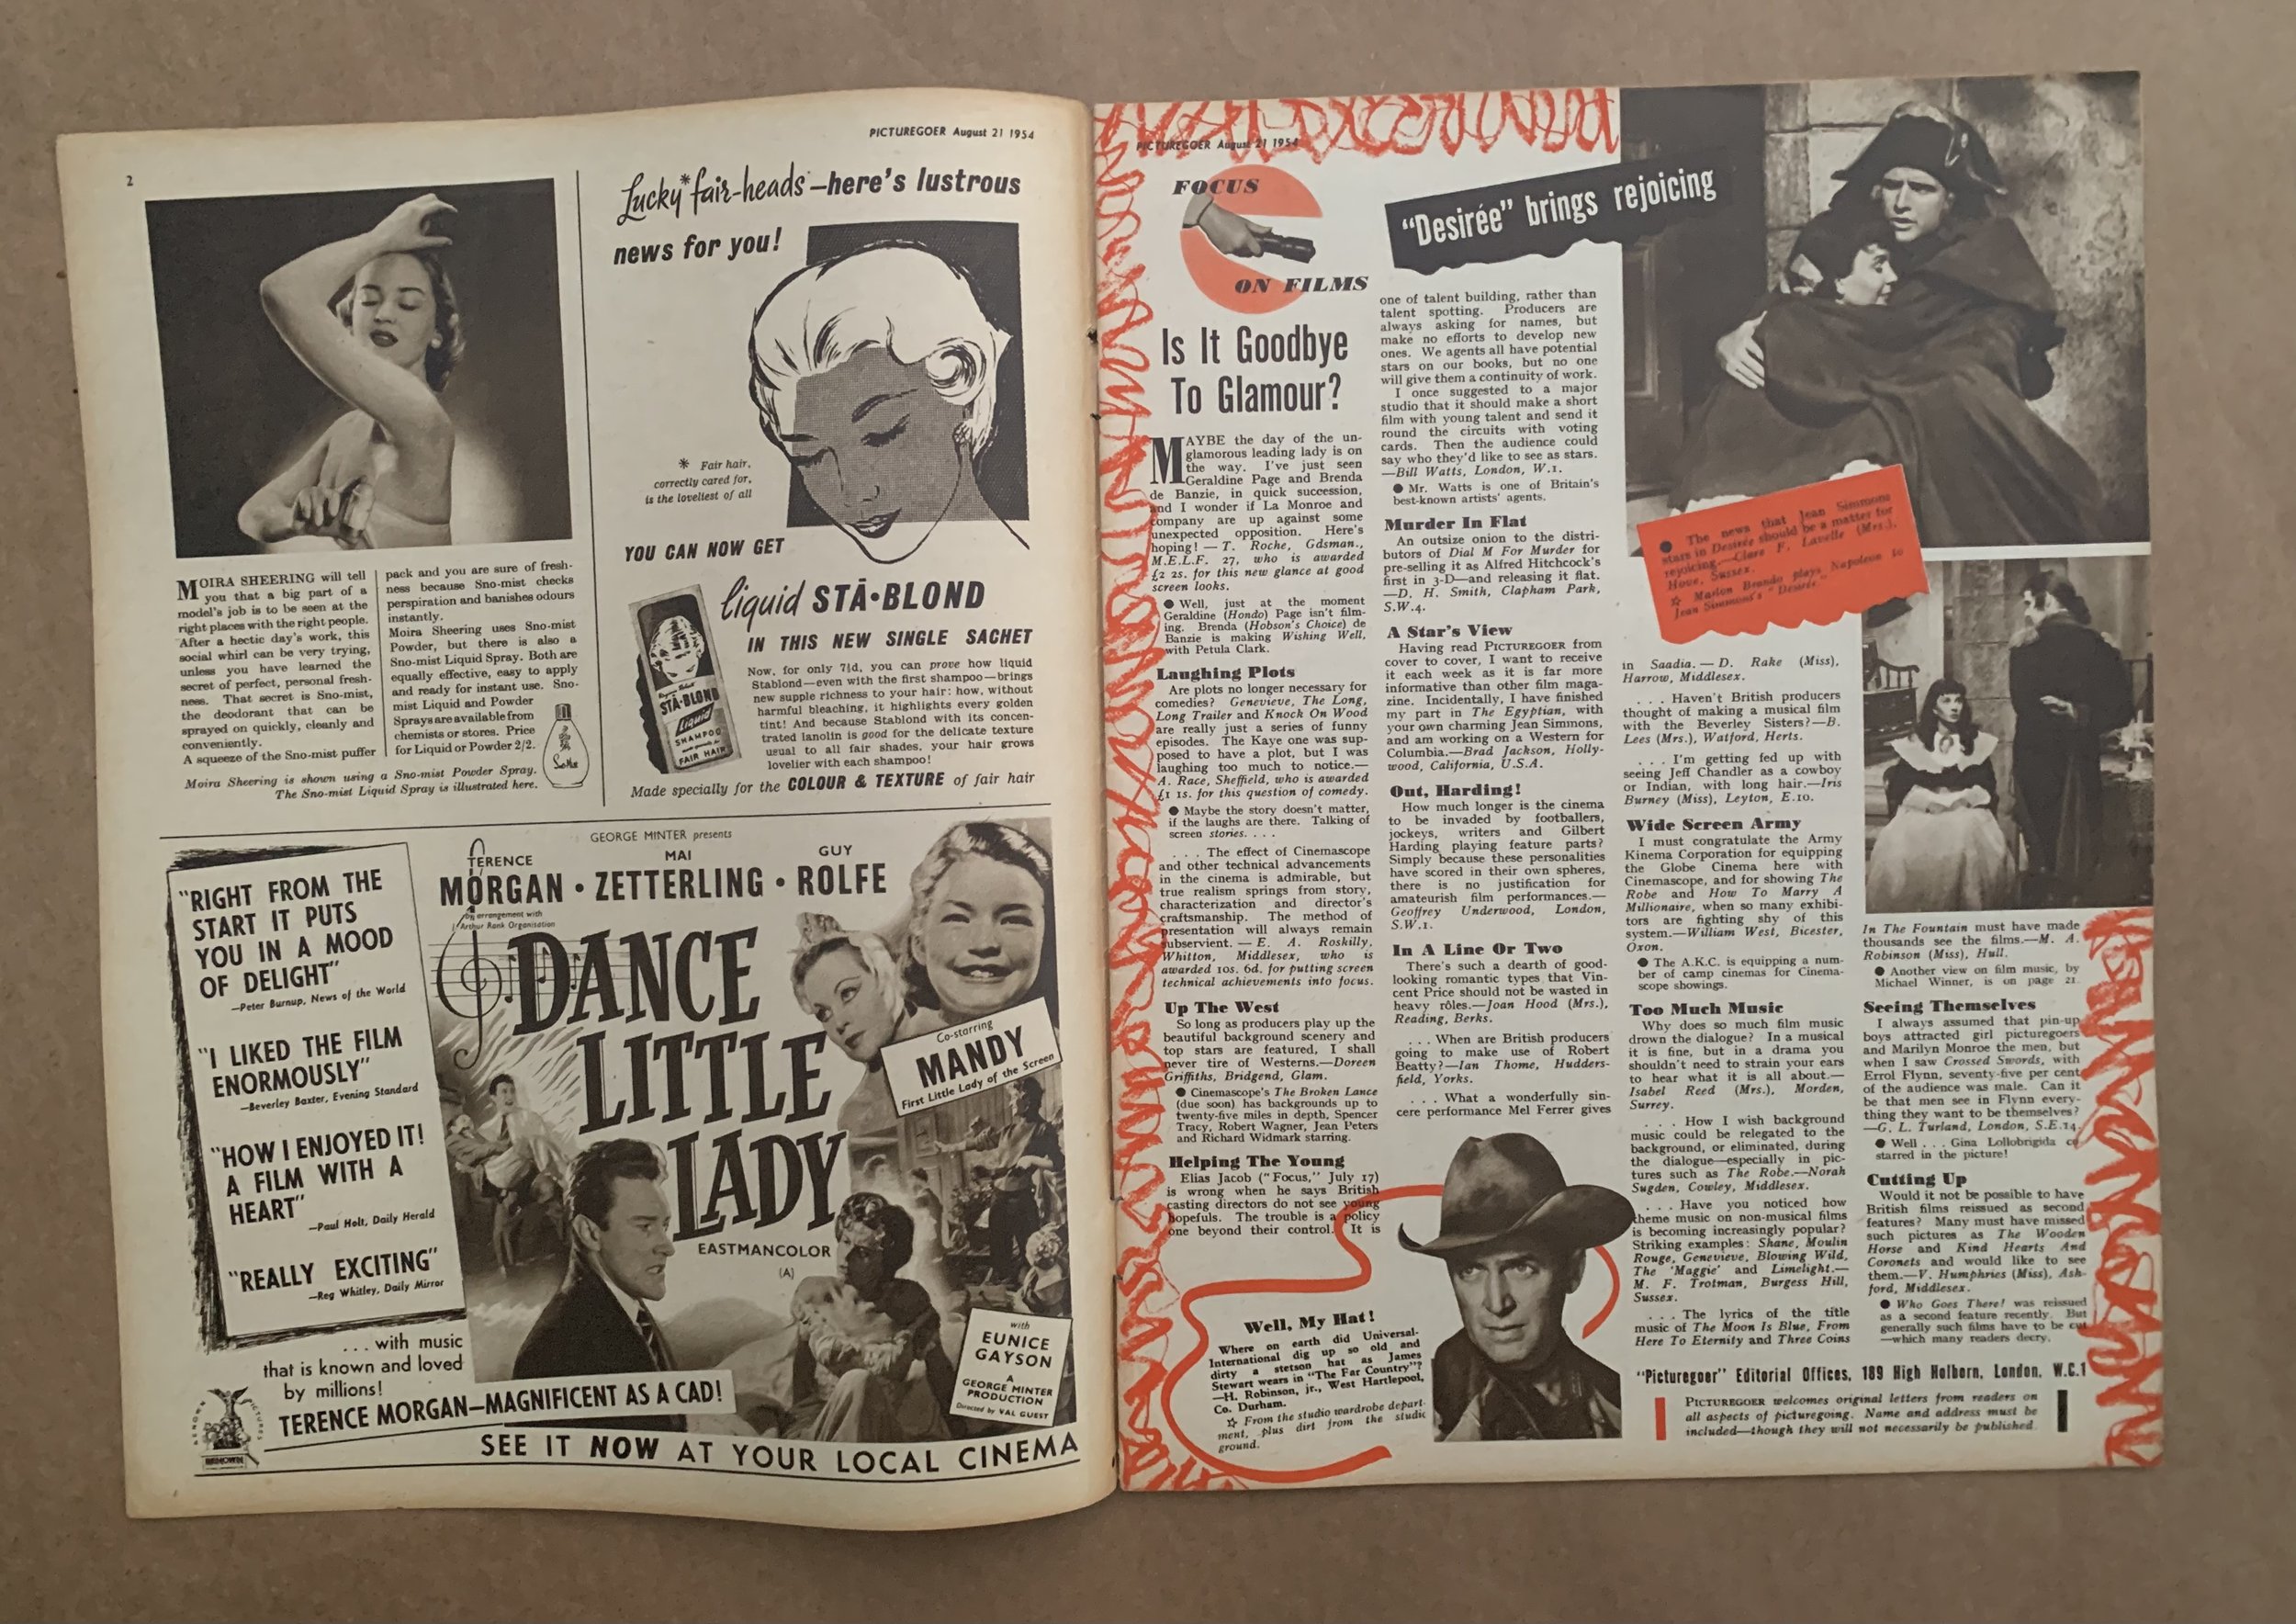 2
PICTUREGOER August 21 1954
MOIRA SHEERING will tell
you that a big part of a
model's job is to be seen at the
right places with the right people.
After a hectic day's work, this
social whirl can be very trying,
unless you have learned the
secret of perfect, personal fresh-
ness. That secret is Sno-mist,
the deodorant that can be
sprayed on quickly, cleanly and
conveniently.
A squeeze of the Sno-mist puffer
pack and you are sure of fresh-
ness because Sno-mist checks
perspiration and banishes odours
instantly.
Moira Sheering uses Sno-mist
Powder, but there is also a
Sno-mist Liquid Spray. Both are
equally effective, easy to apply
and ready for instant use. Sno-
mist Liquid and Powder
Sprays are available from
chemists or stores. Price
for Liquid or Powder 2/2.
Moira Sheering is shown using a Sno-mist Powder Spray.
The Sno-mist Liquid Spray is illustrated here.
Lucky* fair-heads—here's lustrous
news for you!
* Fair hair,
correctly cared for,
is the loveliest of all
YOU CAN NOW GET
liquid STĀ·BLOND
IN THIS NEW SINGLE SACHET
STĀ-BLOND
Liquid
SHAMPOO
FAIR HAIR
Now, for only 7½d, you can prove how liquid
Stablond—even with the first shampoo—brings
new supple richness to your hair: how, without
harmful bleaching, it highlights every golden
tint! And because Stablond with its concen-
trated lanolin is good for the delicate texture
usual to all fair shades, your hair grows
lovelier with each shampoo!
Made specially for the COLOUR & TEXTURE of fair hair
"RIGHT FROM THE
START IT PUTS
YOU IN A MOOD
OF DELIGHT"
—Peter Burnup, News of the World
"I LIKED THE FILM
ENORMOUSLY"
—Beverley Baxter, Evening Standard
"HOW I ENJOYED IT!
A FILM WITH A
HEART"
—Paul Holt, Daily Herald
"REALLY EXCITING"
—Reg Whitley, Daily Mirror
... with music
that is known and loved
by millions!
GEORGE MINTER presents
TERENCE MAI GUY
MORGAN · ZETTERLING · ROLFE
by arrangement with
Arthur Rank Organisation
DANCE
LITTLE
LADY
EASTMANCOLOR
(A)
Co-starring
MANDY
First Little Lady of the Screen
with
EUNICE
GAYSON
A
GEORGE MINTER
PRODUCTION
Directed by VAL GUEST
TERENCE MORGAN—MAGNIFICENT AS A CAD!
RENOWN PICTURES
RENOWN
SEE IT NOW AT YOUR LOCAL CINEMA
PICTUREGOER August 21 1954
FOCUS
ON FILMS
Is It Goodbye
To Glamour?
MAYBE the day of the un-
glamorous leading lady is on
the way. I've just seen
Geraldine Page and Brenda
de Banzie, in quick succession,
and I wonder if La Monroe and
company are up against some
unexpected opposition. Here's
hoping! — T. Roche, Gdsman.,
M.E.L.F. 27, who is awarded
£2 2s. for this new glance at good
screen looks.
● Well, just at the moment
Geraldine (Hondo) Page isn't film-
ing. Brenda (Hobson's Choice) de
Banzie is making Wishing Well,
with Petula Clark.
Laughing Plots
Are plots no longer necessary for
comedies? Genevieve, The Long,
Long Trailer and Knock On Wood
are really just a series of funny
episodes. The Kaye one was sup-
posed to have a plot, but I was
laughing too much to notice.—
A. Race, Sheffield, who is awarded
£1 1s. for this question of comedy.
● Maybe the story doesn't matter,
if the laughs are there. Talking of
screen stories. . . .
. . . The effect of Cinemascope
and other technical advancements
in the cinema is admirable, but
true realism springs from story,
characterization and director's
craftsmanship. The method of
presentation will always remain
subservient. — E. A. Roskilly,
Whitton, Middlesex, who is
awarded 10s. 6d. for putting screen
technical achievements into focus.
Up The West
So long as producers play up the
beautiful background scenery and
top stars are featured, I shall
never tire of Westerns.—Doreen
Griffiths, Bridgend, Glam.
● Cinemascope's The Broken Lance
(due soon) has backgrounds up to
twenty-five miles in depth, Spencer
Tracy, Robert Wagner, Jean Peters
and Richard Widmark starring.
Helping The Young
Elias Jacob ("Focus," July 17)
is wrong when he says British
casting directors do not see young
hopefuls. The trouble is a policy
one beyond their control. It is
"Desirée" brings rejoicing
one of talent building, rather than
talent spotting. Producers are
always asking for names, but
make no efforts to develop new
ones. We agents all have potential
stars on our books, but no one
will give them a continuity of work.
I once suggested to a major
studio that it should make a short
film with young talent and send it
round the circuits with voting
cards. Then the audience could
say who they'd like to see as stars.
—Bill Watts, London, W.1.
● Mr. Watts is one of Britain's
best-known artists' agents.
Murder In Flat
An outsize onion to the distri-
butors of Dial M For Murder for
pre-selling it as Alfred Hitchcock's
first in 3-D—and releasing it flat.
—D. H. Smith, Clapham Park,
S.W.4.
A Star's View
Having read PICTUREGOER from
cover to cover, I want to receive
it each week as it is far more
informative than other film maga-
zine. Incidentally, I have finished
my part in The Egyptian, with
your own charming Jean Simmons,
and am working on a Western for
Columbia.—Brad Jackson, Holly-
wood, California, U.S.A.
Out, Harding!
How much longer is the cinema
to be invaded by footballers,
jockeys, writers and Gilbert
Harding playing feature parts?
Simply because these personalities
have scored in their own spheres,
there is no justification for
amateurish film performances.—
Geoffrey Underwood, London,
S.W.1.
In A Line Or Two
There's such a dearth of good-
looking romantic types that Vin-
cent Price should not be wasted in
heavy rôles.—Joan Hood (Mrs.),
Reading, Berks.
. . . When are British producers
going to make use of Robert
Beatty?—Ian Thome, Hudders-
field, Yorks.
. . . What a wonderfully sin-
cere performance Mel Ferrer gives
Well, My Hat!
Where on earth did Universal-
International dig up so old and
dirty a stetson hat as James
Stewart wears in "The Far Country"?
—H. Robinson, jr., West Hartlepool,
Co. Durham.
☆ From the studio wardrobe depart-
ment, plus dirt from the studio
ground.
● The news that Jean Simmons
stars in Desirée should be a matter for
rejoicing.—Clare F. Lavelle (Mrs.),
Hove, Sussex.
☆ Marlon Brando plays Napoleon to
Jean Simmons's "Desirée"
in Saadia. — D. Rake (Miss),
Harrow, Middlesex.
. . . Haven't British producers
thought of making a musical film
with the Beverley Sisters?—B.
Lees (Mrs.), Watford, Herts.
. . . I'm getting fed up with
seeing Jeff Chandler as a cowboy
or Indian, with long hair.—Iris
Burney (Miss), Leyton, E.10.
Wide Screen Army
I must congratulate the Army
Kinema Corporation for equipping
the Globe Cinema here with
Cinemascope, and for showing The
Robe and How To Marry A
Millionaire, when so many exhibi-
tors are fighting shy of this
system.—William West, Bicester,
Oxon.
● The A.K.C. is equipping a num-
ber of camp cinemas for Cinema-
scope showings.
Too Much Music
Why does so much film music
drown the dialogue? In a musical
it is fine, but in a drama you
shouldn't need to strain your ears
to hear what it is all about.—
Isabel Reed (Mrs.), Morden,
Surrey.
. . . How I wish background
music could be relegated to the
background, or eliminated, during
the dialogue—especially in pic-
tures such as The Robe.—Norah
Sugden, Cowley, Middlesex.
. . . Have you noticed how
theme music on non-musical films
is becoming increasingly popular?
Striking examples: Shane, Moulin
Rouge, Genevieve, Blowing Wild,
The 'Maggie' and Limelight.—
M. F. Trotman, Burgess Hill,
Sussex.
. . . The lyrics of the title
music of The Moon Is Blue, From
Here To Eternity and Three Coins
In The Fountain must have made
thousands see the films.—M. A.
Robinson (Miss), Hull.
● Another view on film music, by
Michael Winner, is on page 21.
Seeing Themselves
I always assumed that pin-up
boys attracted girl picturegoers
and Marilyn Monroe the men, but
when I saw Crossed Swords, with
Errol Flynn, seventy-five per cent
of the audience was male. Can it
be that men see in Flynn every-
thing they want to be themselves?
—G. L. Turland, London, S.E.14.
● Well . . . Gina Lollobrigida co
starred in the picture!
Cutting Up
Would it not be possible to have
British films reissued as second
features? Many must have missed
such pictures as The Wooden
Horse and Kind Hearts And
Coronets and would like to see
them.—V. Humphries (Miss), Ash-
ford, Middlesex.
● Who Goes There! was reissued
as a second feature recently. But
generally such films have to be cut
—which many readers decry.
"Picturegoer" Editorial Offices, 189 High Holborn, London, W.C.1
PICTUREGOER welcomes original letters from readers on
all aspects of picturegoing. Name and address must be
included—though they will not necessarily be published.